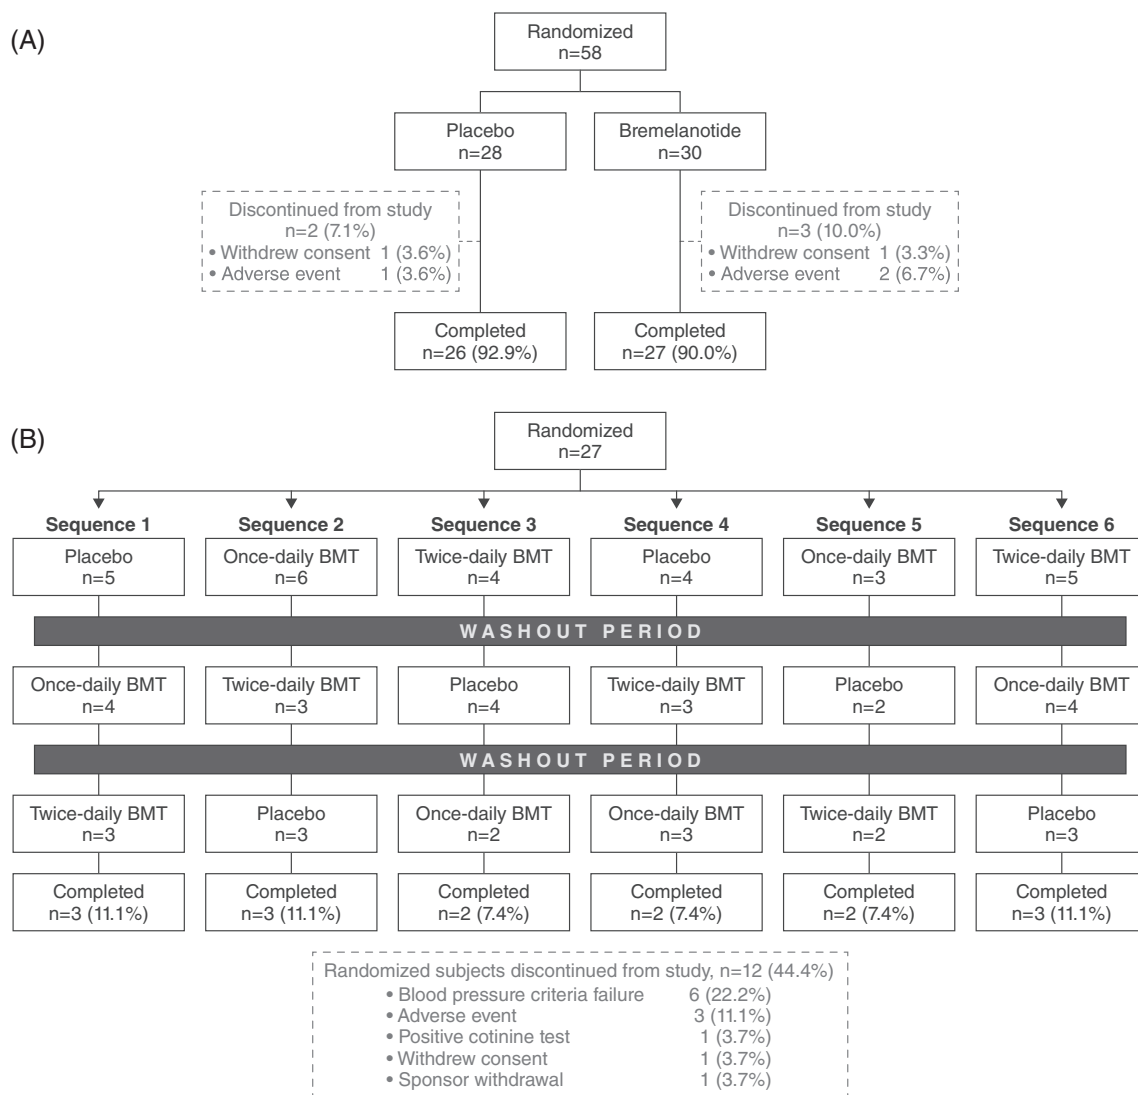 (A)
Randomized
n=58
Placebo
n=28
Bremelanotide
n=30
Discontinued from study
n=2 (7.1%)
• Withdrew consent 1 (3.6%)
• Adverse event 1 (3.6%)
Discontinued from study
n=3 (10.0%)
• Withdrew consent 1 (3.3%)
• Adverse event 2 (6.7%)
Completed
n=26 (92.9%)
Completed
n=27 (90.0%)
(B)
Randomized
n=27
Sequence 1
Sequence 2
Sequence 3
Sequence 4
Sequence 5
Sequence 6
Placebo
n=5
Once-daily BMT
n=6
Twice-daily BMT
n=4
Placebo
n=4
Once-daily BMT
n=3
Twice-daily BMT
n=5
WASHOUT PERIOD
Once-daily BMT
n=4
Twice-daily BMT
n=3
Placebo
n=4
Twice-daily BMT
n=3
Placebo
n=2
Once-daily BMT
n=4
WASHOUT PERIOD
Twice-daily BMT
n=3
Placebo
n=3
Once-daily BMT
n=2
Once-daily BMT
n=3
Twice-daily BMT
n=2
Placebo
n=3
Completed
n=3 (11.1%)
Completed
n=3 (11.1%)
Completed
n=2 (7.4%)
Completed
n=2 (7.4%)
Completed
n=2 (7.4%)
Completed
n=3 (11.1%)
Randomized subjects discontinued from study, n=12 (44.4%)
• Blood pressure criteria failure 6 (22.2%)
• Adverse event 3 (11.1%)
• Positive cotinine test 1 (3.7%)
• Withdrew consent 1 (3.7%)
• Sponsor withdrawal 1 (3.7%)